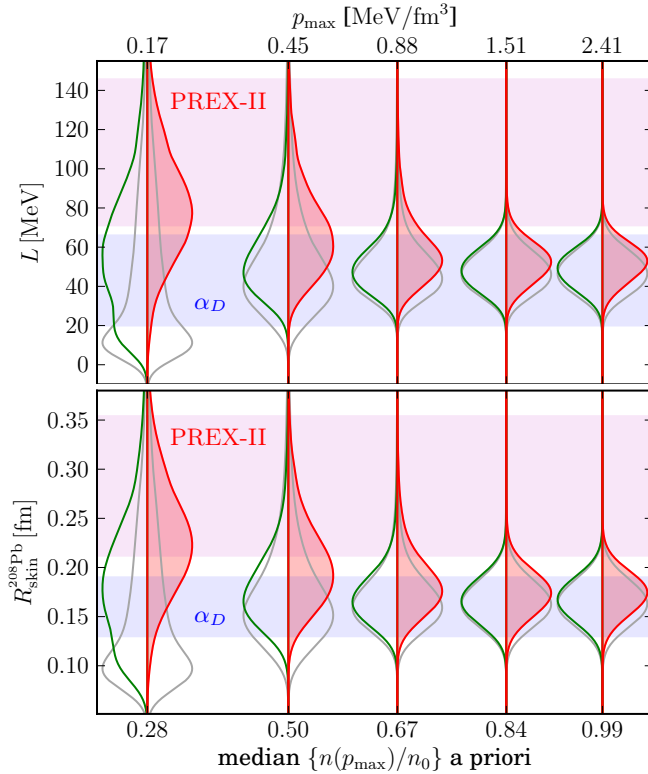 p_max [MeV/fm³]
0.17 0.45 0.88 1.51 2.41
140
120
100
80
60
40
20
0
L [MeV]
PREX-II
α_D
0.35
0.30
0.25
0.20
0.15
0.10
R_skin^208Pb [fm]
PREX-II
α_D
0.28 0.50 0.67 0.84 0.99
median {n(p_max)/n_0} a priori